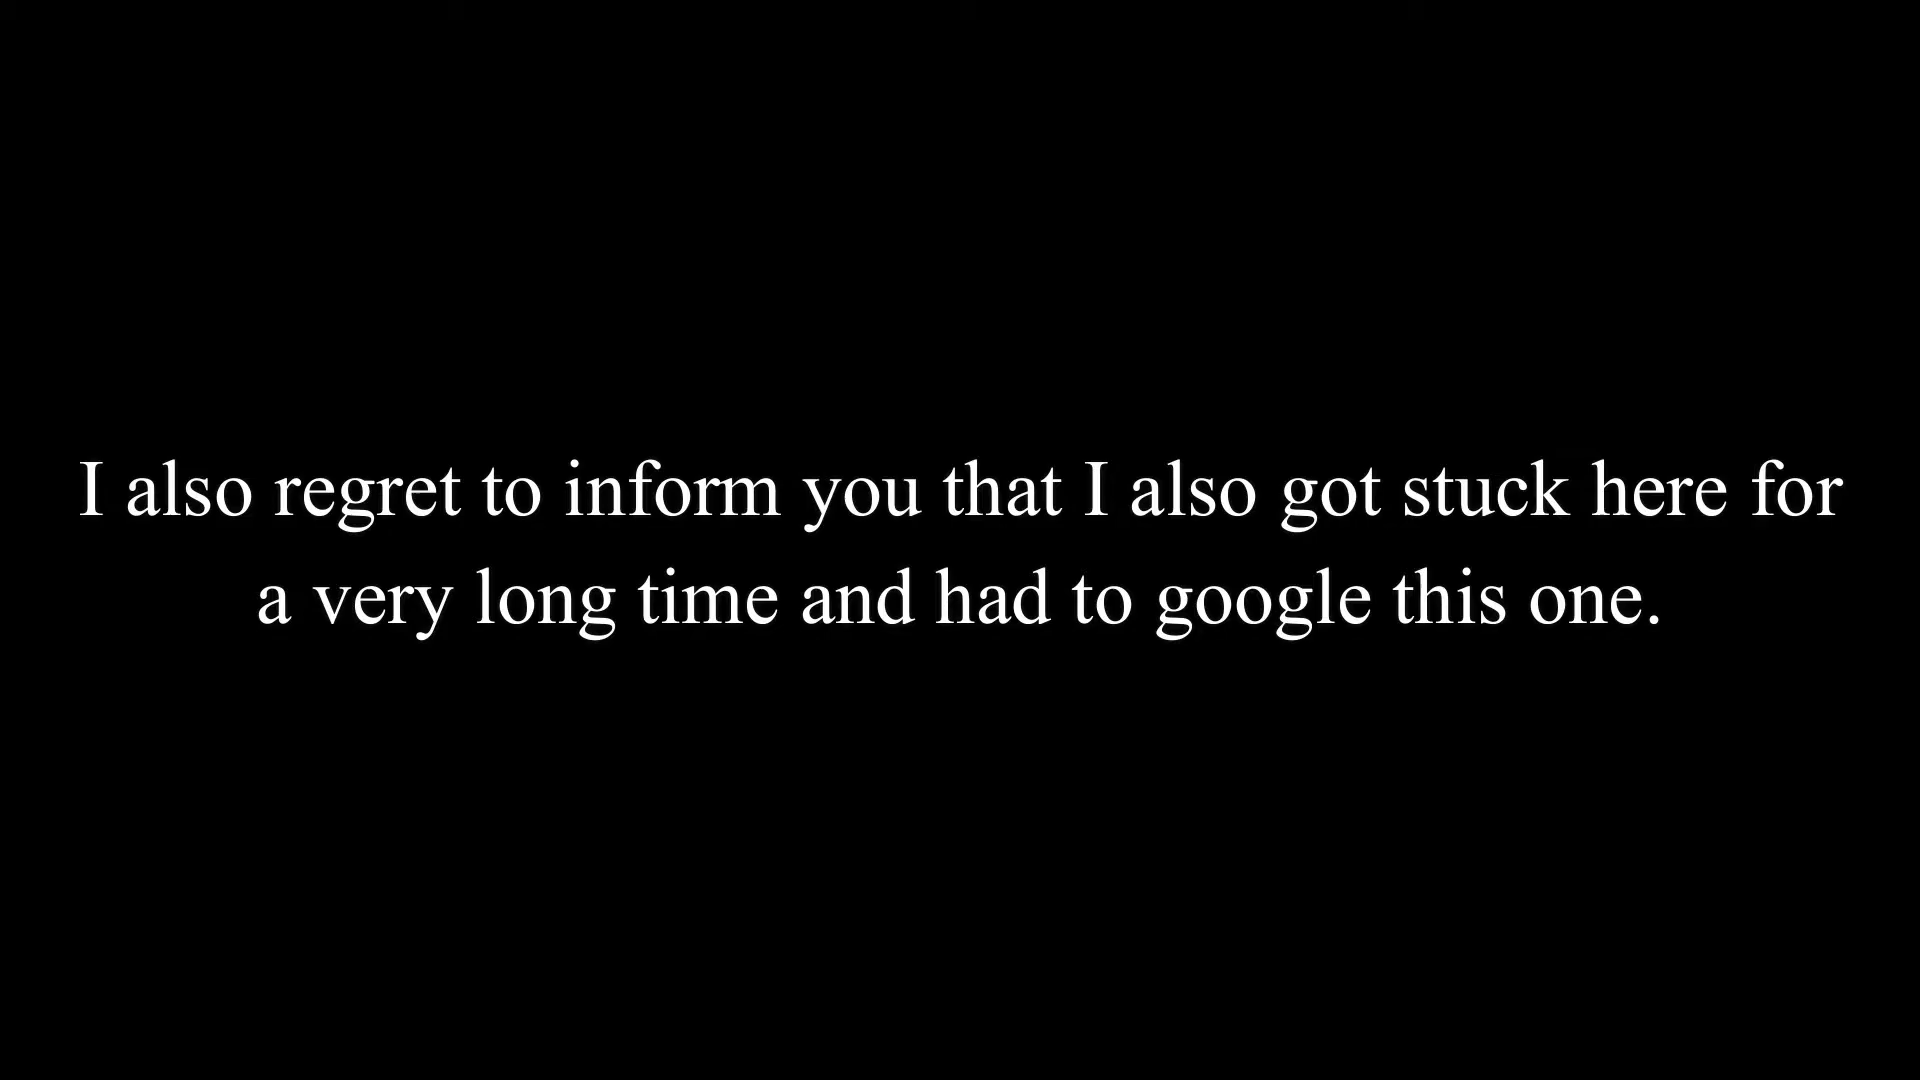 I also regret to inform you that I also got stuck here for
a very long time and had to google this one.